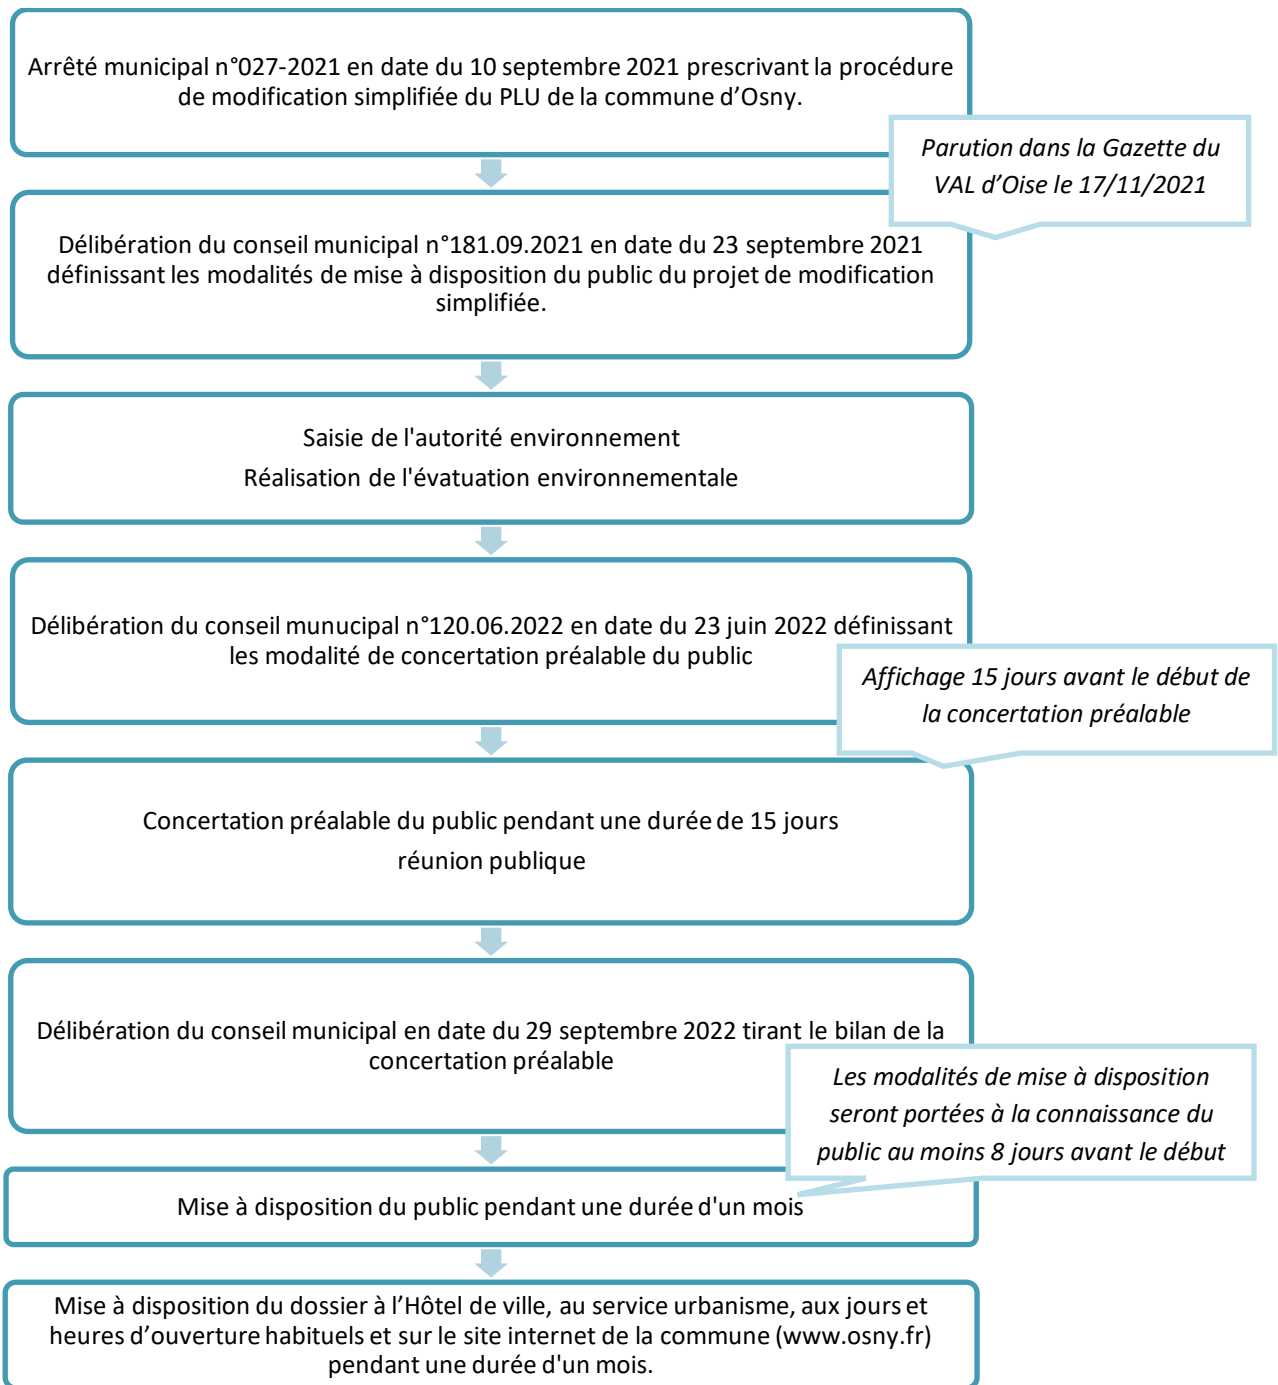 Arrêté municipal n°027-2021 en date du 10 septembre 2021 prescrivant la procédure
de modification simplifiée du PLU de la commune d’Osny.
Parution dans la Gazette du
VAL d’Oise le 17/11/2021
Délibération du conseil municipal n°181.09.2021 en date du 23 septembre 2021
définissant les modalités de mise à disposition du public du projet de modification
simplifiée.
Saisie de l'autorité environnement
Réalisation de l'évatuation environnementale
Délibération du conseil munucipal n°120.06.2022 en date du 23 juin 2022 définissant
les modalité de concertation préalable du public
Affichage 15 jours avant le début de
la concertation préalable
Concertation préalable du public pendant une durée de 15 jours
réunion publique
Délibération du conseil municipal en date du 29 septembre 2022 tirant le bilan de la
concertation préalable
Les modalités de mise à disposition
seront portées à la connaissance du
public au moins 8 jours avant le début
Mise à disposition du public pendant une durée d'un mois
Mise à disposition du dossier à l’Hôtel de ville, au service urbanisme, aux jours et
heures d’ouverture habituels et sur le site internet de la commune (www.osny.fr)
pendant une durée d'un mois.